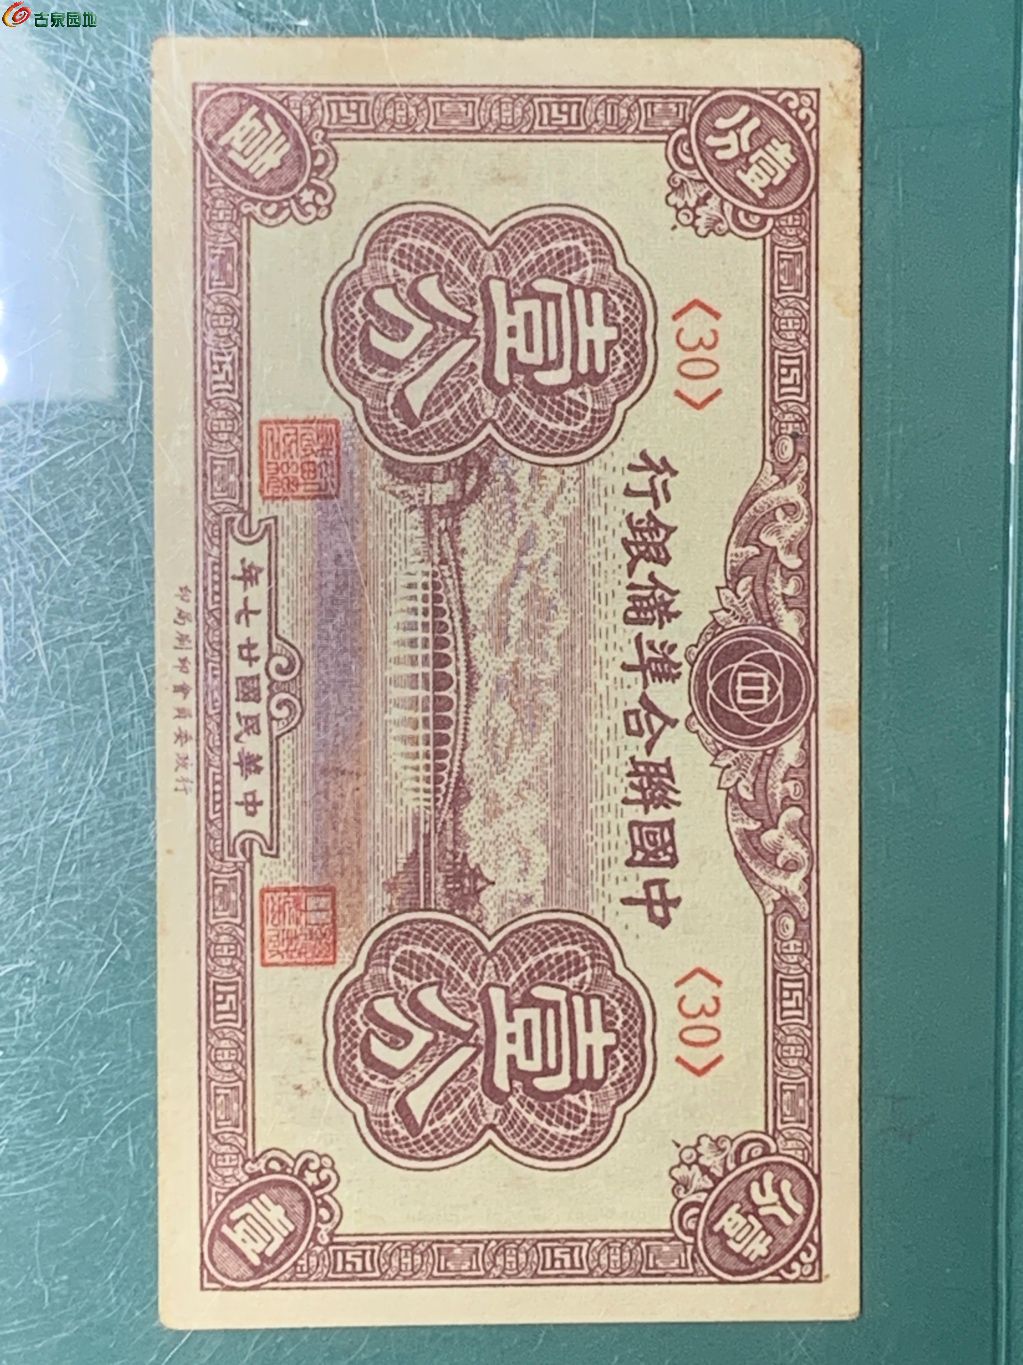 古泉园地
分壹
壹分
〈30〉
〈30〉
行銀備準合聯國中
壹分
壹分
年七廿國民華中
壹
壹
印局刷印會員委政行